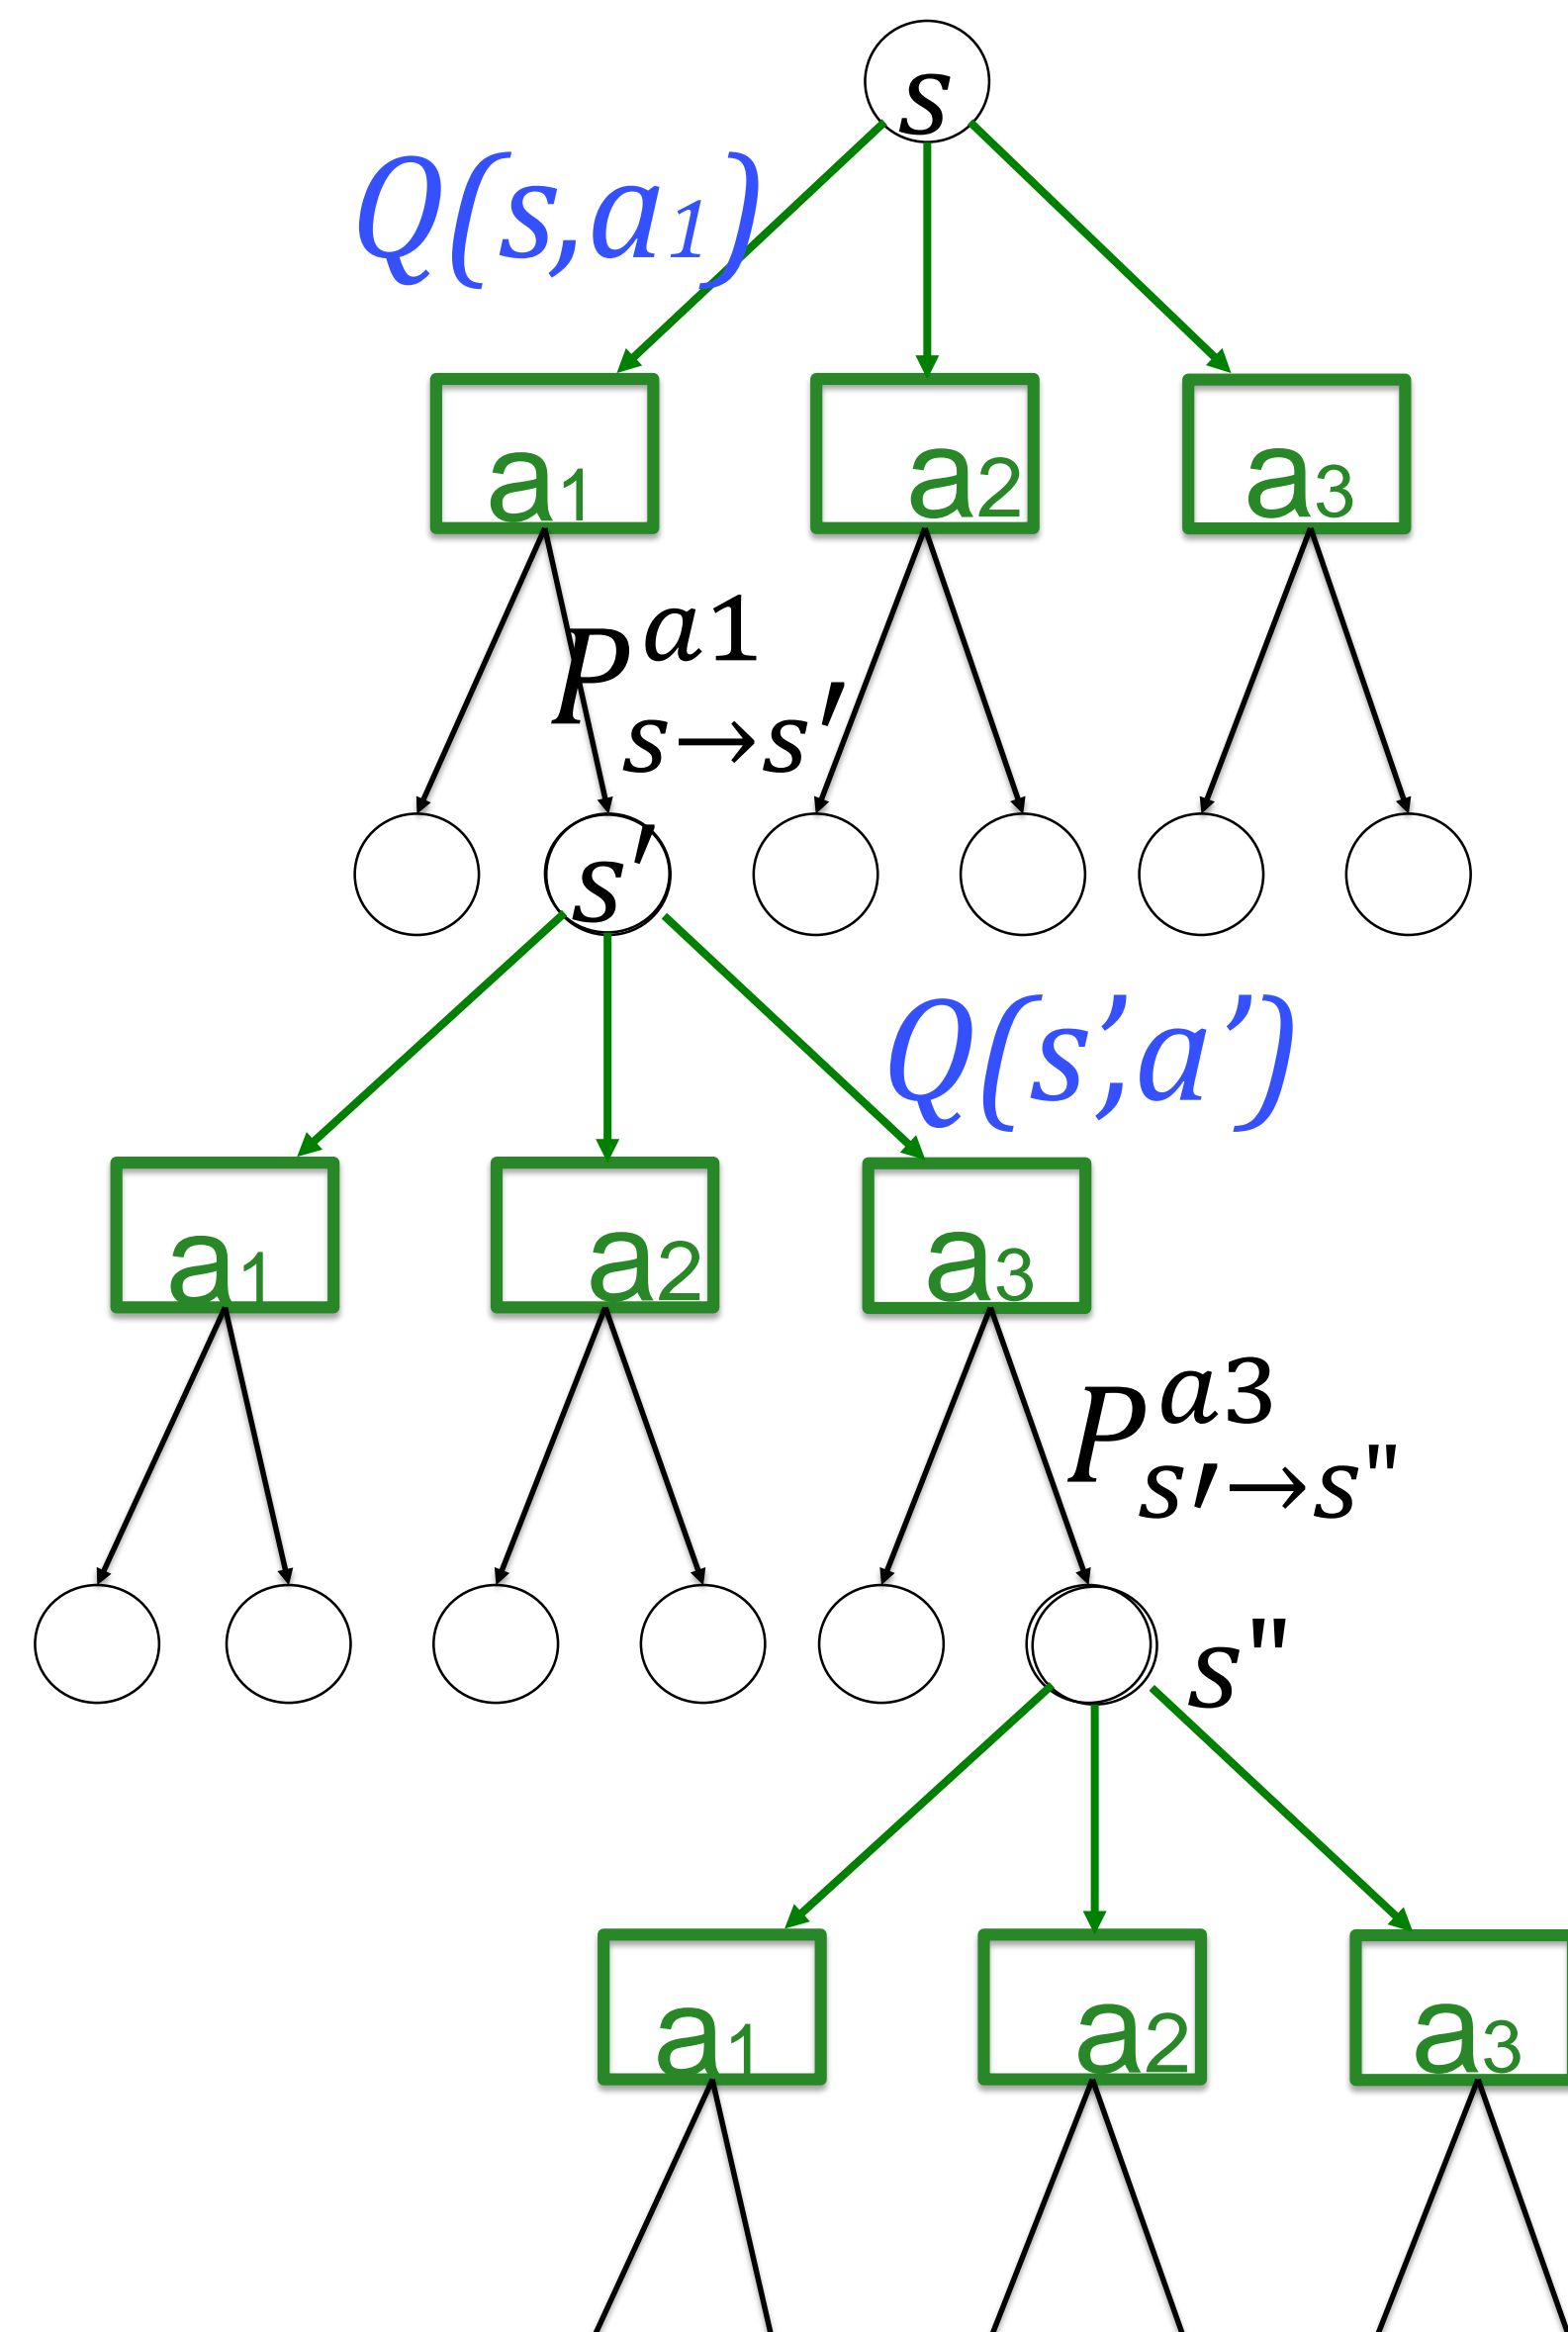 s
Q(s,a₁)
a₁ a₂ a₃
P^{a1}_{s→s′}
s′
Q(s’,a’)
a₁ a₂ a₃
P^{a3}_{s′→s"}
s"
a₁ a₂ a₃